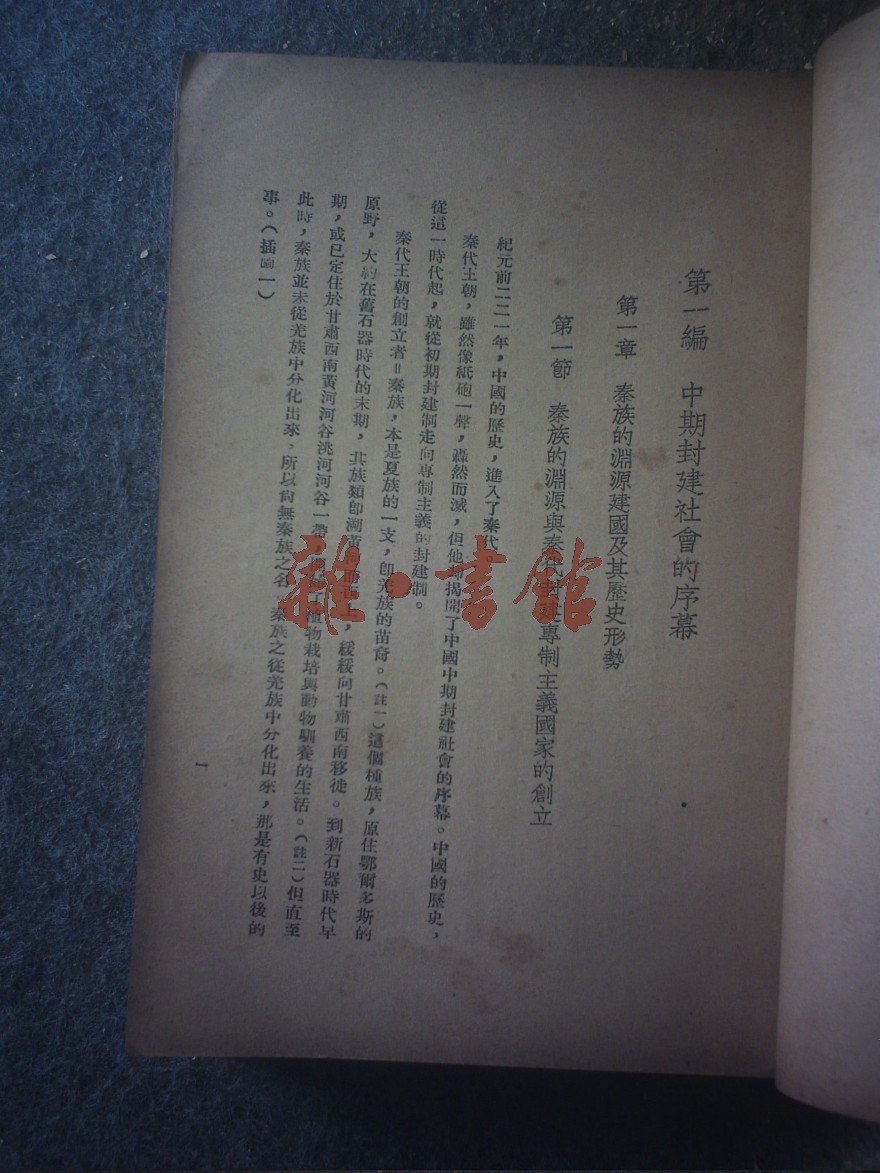 第一編　中期封建社會的序幕
第一章　秦族的淵源建國及其歷史形勢
第一節　秦族的淵源與秦代封建專制主義國家的創立
紀元前二二一年，中國的歷史，進入了秦代
秦代王朝，雖然像紙砲一聲，轟然而滅，但他却揭開了中國中期封建社會的序幕。中國的歷史，
從這一時代起，就從初期封建制走向專制主義的封建制。
秦代王朝的創立者＝秦族，本是夏族的一支，卽羌族的苗裔。（註一）這個種族，原住鄂爾多斯的
原野，大約在舊石器時代的末期，其族類卽溯黃河而上，緩緩向甘肅西南移徙。到新石器時代早
期，或已定住於甘肅西南黃河河谷洮河河谷一帶，植物栽培與動物馴養的生活。（註二）但直至
此時，秦族並未從羌族中分化出來，所以尙無秦族之名。秦族之從羌族中分化出來，那是有史以後的
事。（插圖一）
一
雜·書館